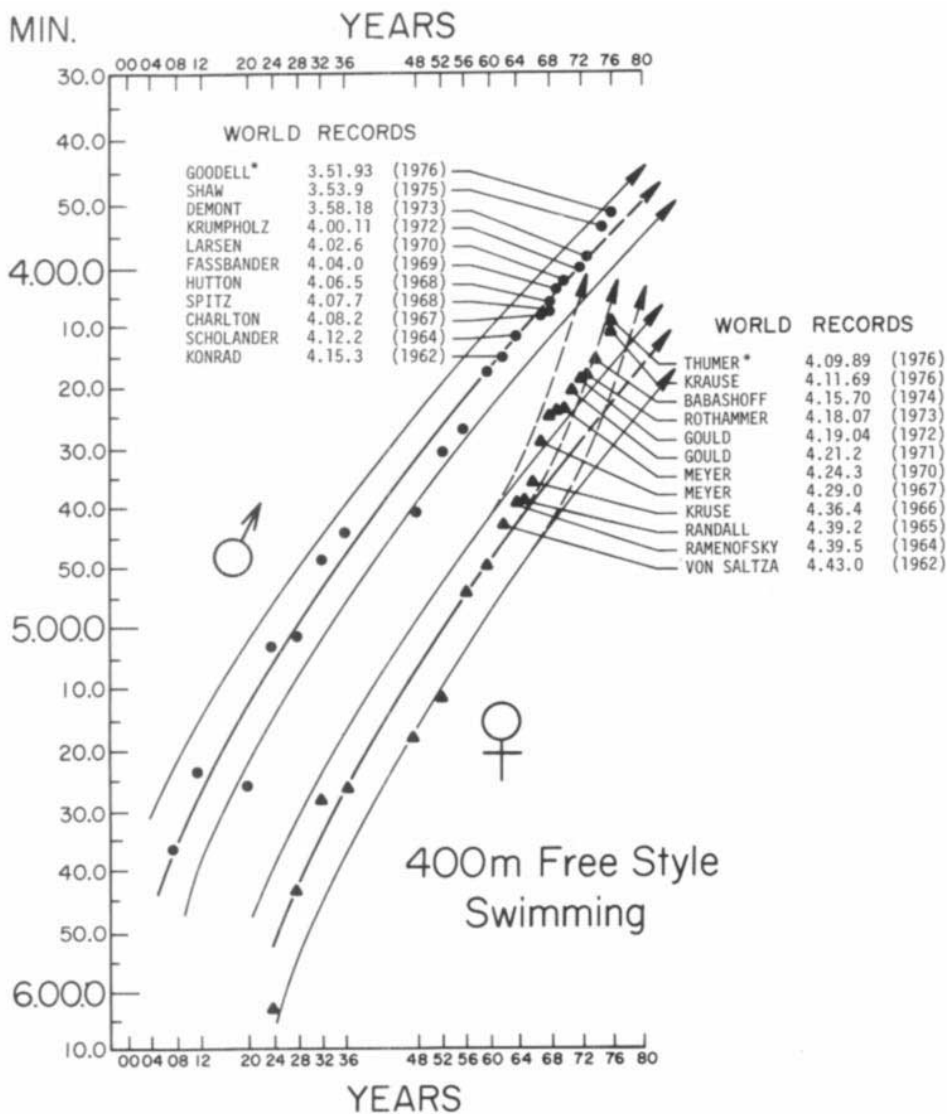 MIN.
YEARS
00 04 08 20 24 28 32 36 48 52 56 60 64 68 72 76 80
30.0
40.0
50.0
4.00.0
10.0
20.0
30.0
40.0
50.0
5.00.0
10.0
20.0
30.0
40.0
50.0
6.00.0
10.0
WORLD RECORDS
GOODELL* 3.51.93 (1976)
SHAW 3.53.9 (1975)
DEMONT 3.58.18 (1973)
KRUMPHOLZ 4.00.11 (1972)
LARSEN 4.02.6 (1970)
FASSBANDER 4.04.0 (1969)
HUTTON 4.06.5 (1968)
SPITZ 4.07.7 (1968)
CHARLTON 4.08.2 (1967)
SCHOLANDER 4.12.2 (1964)
KONRAD 4.15.3 (1962)
WORLD RECORDS
THUMER* 4.09.89 (1976)
KRAUSE 4.11.69 (1976)
BABASHOFF 4.15.70 (1974)
ROTHAMMER 4.18.07 (1973)
GOULD 4.19.04 (1972)
GOULD 4.21.2 (1971)
MEYER 4.24.3 (1970)
MEYER 4.29.0 (1967)
KRUSE 4.36.4 (1966)
RANDALL 4.39.2 (1965)
RAMENOFSKY 4.39.5 (1964)
VON SALTZA 4.43.0 (1962)
400m Free Style
Swimming
00 04 08 12 20 24 28 32 36 48 52 56 60 64 68 72 76 80
YEARS